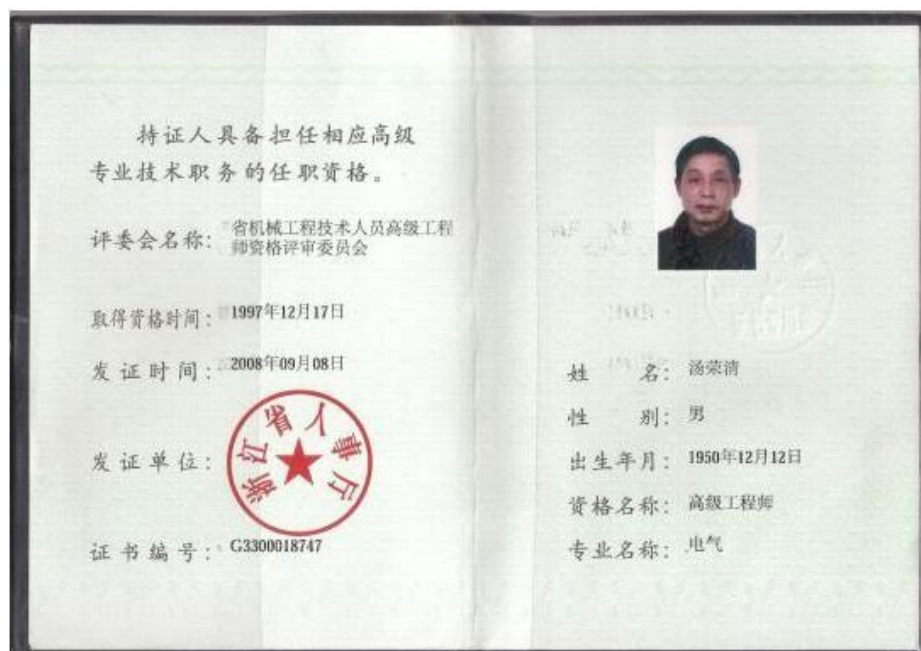 持证人具备担任相应高级
专业技术职务的任职资格。
评委会名称：省机械工程技术人员高级工程
师资格评审委员会
取得资格时间：1997年12月17日
发证时间：2008年09月08日
发证单位：
浙江省人事厅
证书编号：G3300018747
姓名：汤荣清
性别：男
出生年月：1950年12月12日
资格名称：高级工程师
专业名称：电气